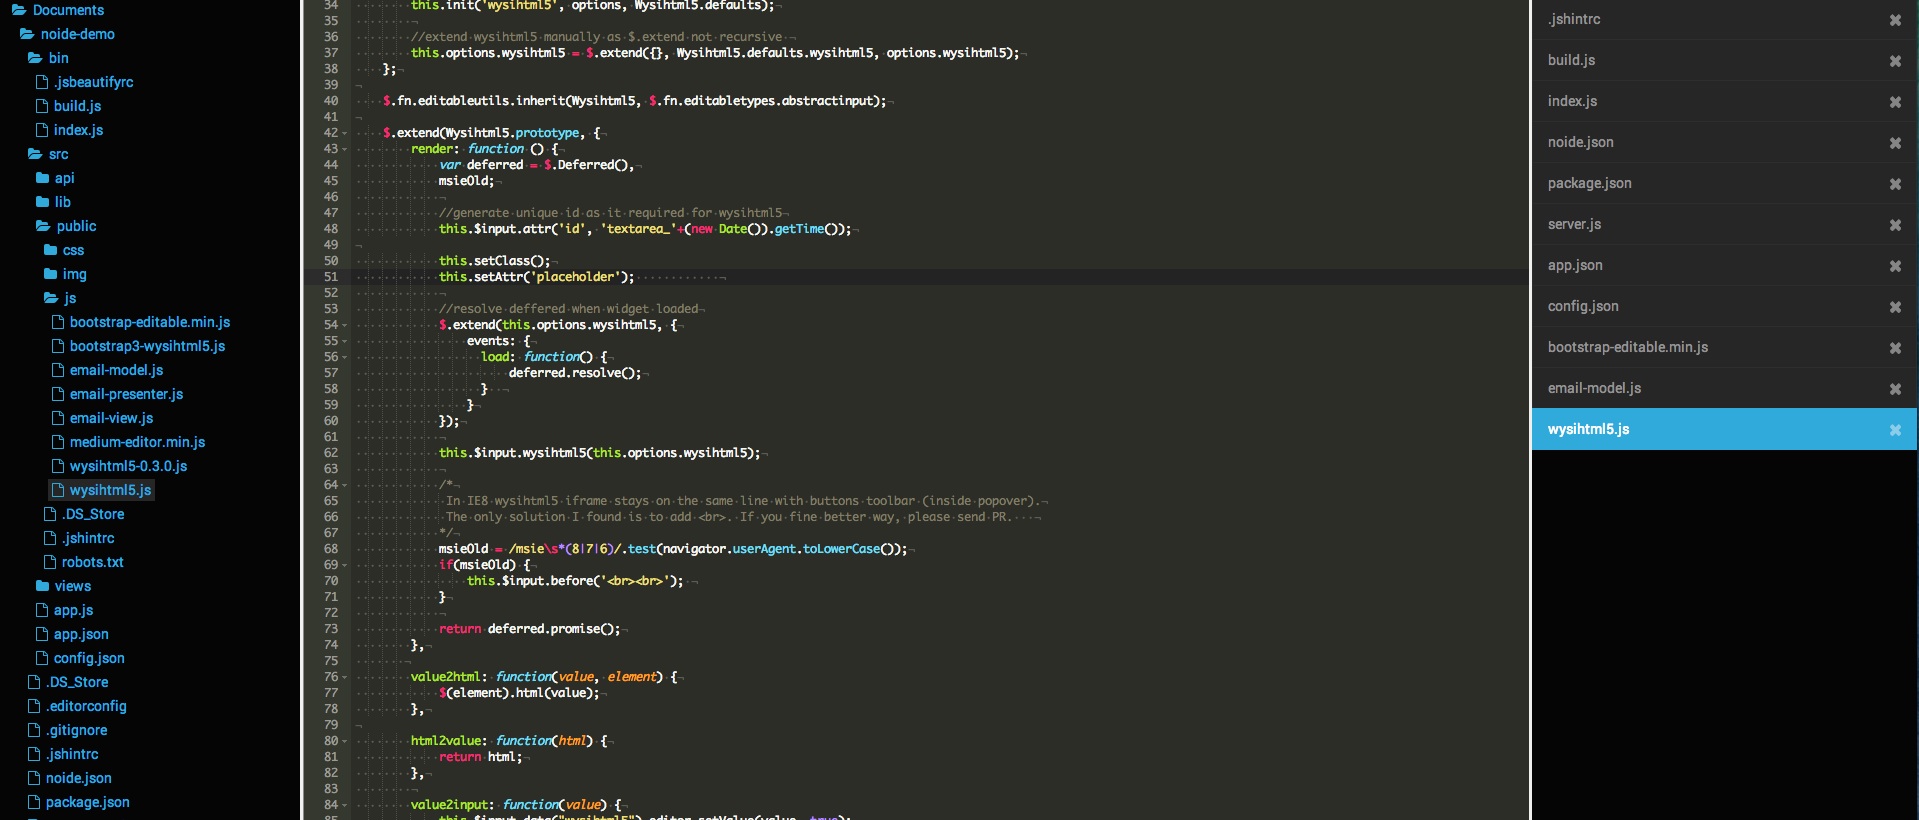 Documents
noide-demo
bin
.jsbeautifyrc
build.js
index.js
src
api
lib
public
css
img
js
bootstrap-editable.min.js
bootstrap3-wysihtml5.js
email-model.js
email-presenter.js
email-view.js
medium-editor.min.js
wysihtml5-0.3.0.js
wysihtml5.js
.DS_Store
.jshintrc
robots.txt
views
app.js
app.json
config.json
.DS_Store
.editorconfig
.gitignore
.jshintrc
noide.json
package.json
34 this.init('wysihtml5', options, Wysihtml5.defaults);
35
36 //extend wysihtml5 manually as $.extend not recursive
37 this.options.wysihtml5 = $.extend({}, Wysihtml5.defaults.wysihtml5, options.wysihtml5);
38 };
39
40 $.fn.editableutils.inherit(Wysihtml5, $.fn.editabletypes.abstractinput);
41
42 $.extend(Wysihtml5.prototype, {
43 render: function () {
44 var deferred = $.Deferred(),
45 msieOld;
46
47 //generate unique id as it required for wysihtml5
48 this.$input.attr('id', 'textarea_'+(new Date()).getTime());
49
50 this.setClass();
51 this.setAttr('placeholder');
52
53 //resolve deffered when widget loaded
54 $.extend(this.options.wysihtml5, {
55 events: {
56 load: function() {
57 deferred.resolve();
58 }
59 }
60 });
61
62 this.$input.wysihtml5(this.options.wysihtml5);
63
64 /*
65 In IE8 wysihtml5 iframe stays on the same line with buttons toolbar (inside popover).
66 The only solution I found is to add <br>. If you fine better way, please send PR.
67 */
68 msieOld = /msie\s*(8|7|6)/.test(navigator.userAgent.toLowerCase());
69 if(msieOld) {
70 this.$input.before('<br><br>');
71 }
72
73 return deferred.promise();
74 },
75
76 value2html: function(value, element) {
77 $(element).html(value);
78 },
79
80 html2value: function(html) {
81 return html;
82 },
83
84 value2input: function(value) {
85 this.$input.data("wysihtml5").editor.setValue(value, true);
.jshintrc
build.js
index.js
noide.json
package.json
server.js
app.json
config.json
bootstrap-editable.min.js
email-model.js
wysihtml5.js